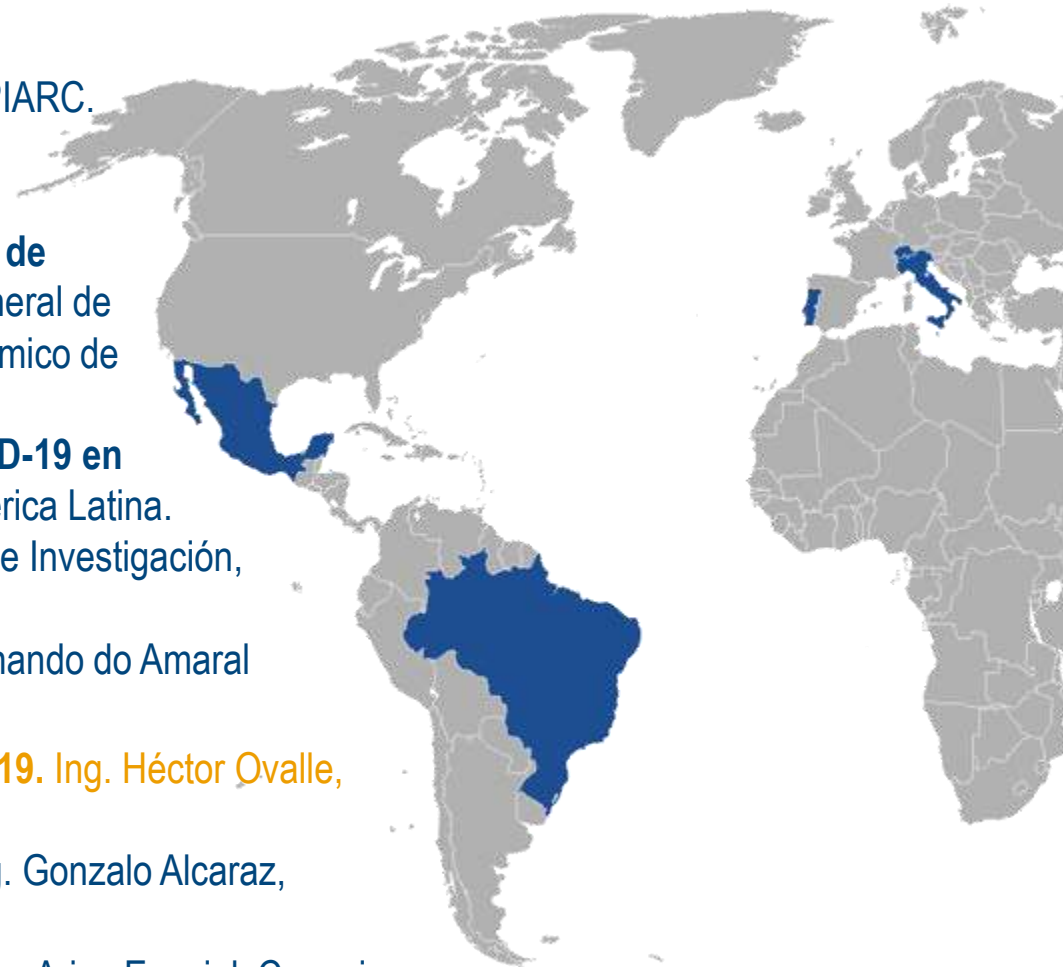 PIARC.
de
neral de
mico de
D-19 en
érica Latina.
e Investigación,
nando do Amaral
19. Ing. Héctor Ovalle,
g. Gonzalo Alcaraz,